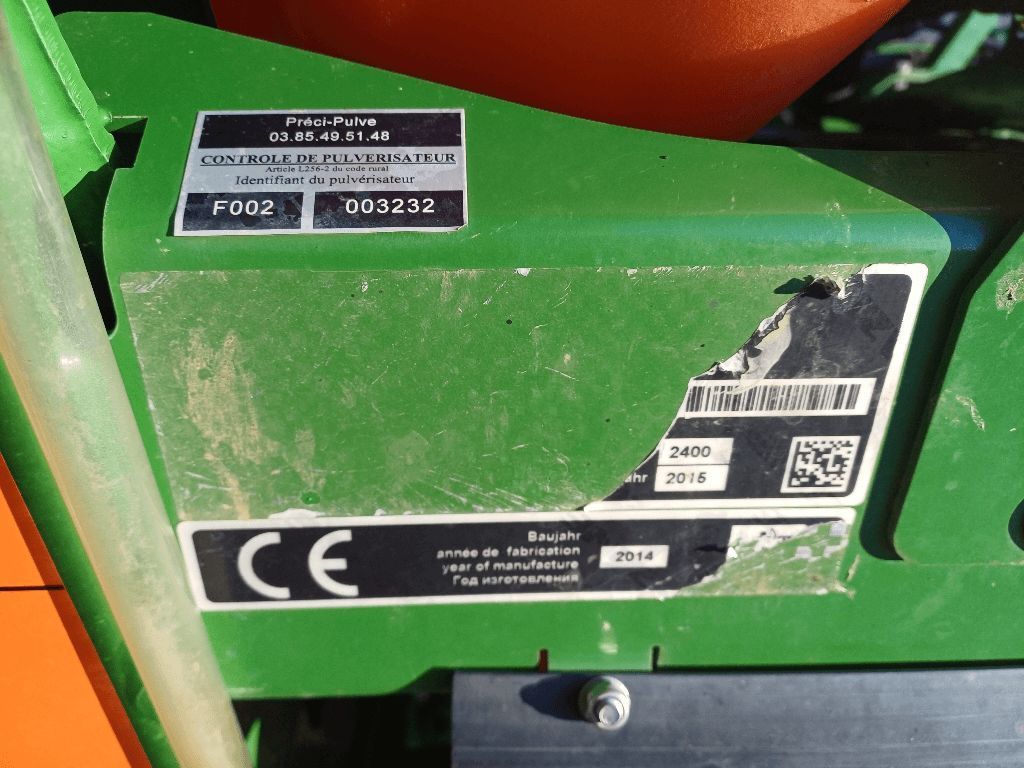 Préci-Pulve
03.85.49.51.48
CONTROLE DE PULVERISATEUR
Article L256-2 du code rural
Identifiant du pulvérisateur
F002 003232
2400
2015
CE
Baujahr
année de fabrication
year of manufacture
Год изготовления
2014